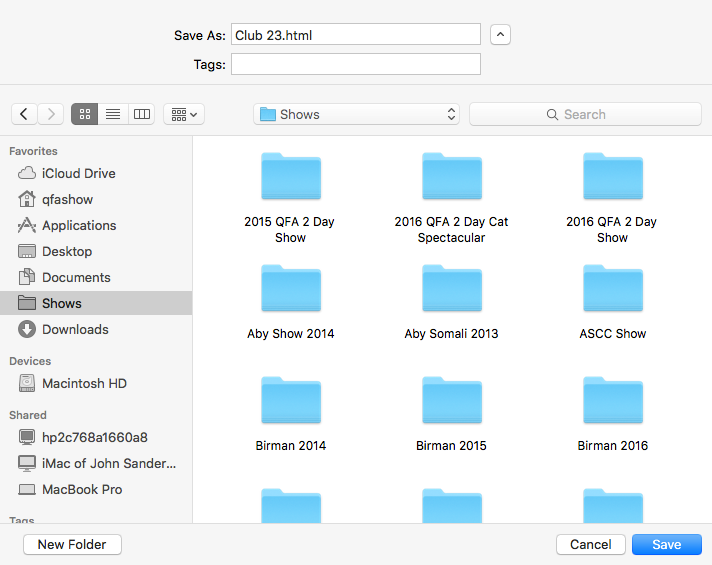 Save As: Club 23.html
Tags:
Shows
Search
Favorites
iCloud Drive
qfashow
Applications
Desktop
Documents
Shows
Downloads
Devices
Macintosh HD
Shared
hp2c768a1660a8
iMac of John Sander...
MacBook Pro
Tags
2015 QFA 2 Day
Show
2016 QFA 2 Day Cat
Spectacular
2016 QFA 2 Day
Show
Aby Show 2014
Aby Somali 2013
ASCC Show
Birman 2014
Birman 2015
Birman 2016
New Folder
Cancel
Save